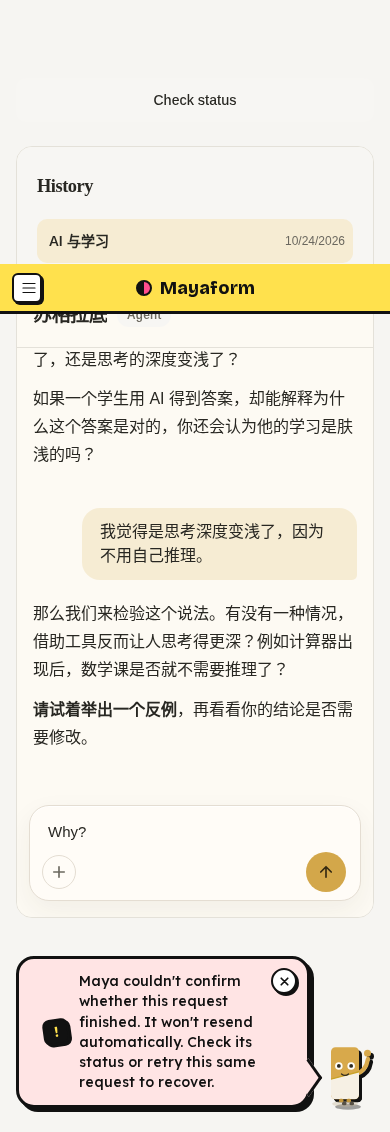 Check status
History
AI 与学习
10/24/2026
Mayaform
苏格拉底
Agent
了，还是思考的深度变浅了？
如果一个学生用 AI 得到答案，却能解释为什
么这个答案是对的，你还会认为他的学习是肤
浅的吗？
我觉得是思考深度变浅了，因为
不用自己推理。
那么我们来检验这个说法。有没有一种情况，
借助工具反而让人思考得更深？例如计算器出
现后，数学课是否就不需要推理了？
请试着举出一个反例，再看看你的结论是否需
要修改。
Why?
Maya couldn't confirm
whether this request
finished. It won't resend
automatically. Check its
status or retry this same
request to recover.